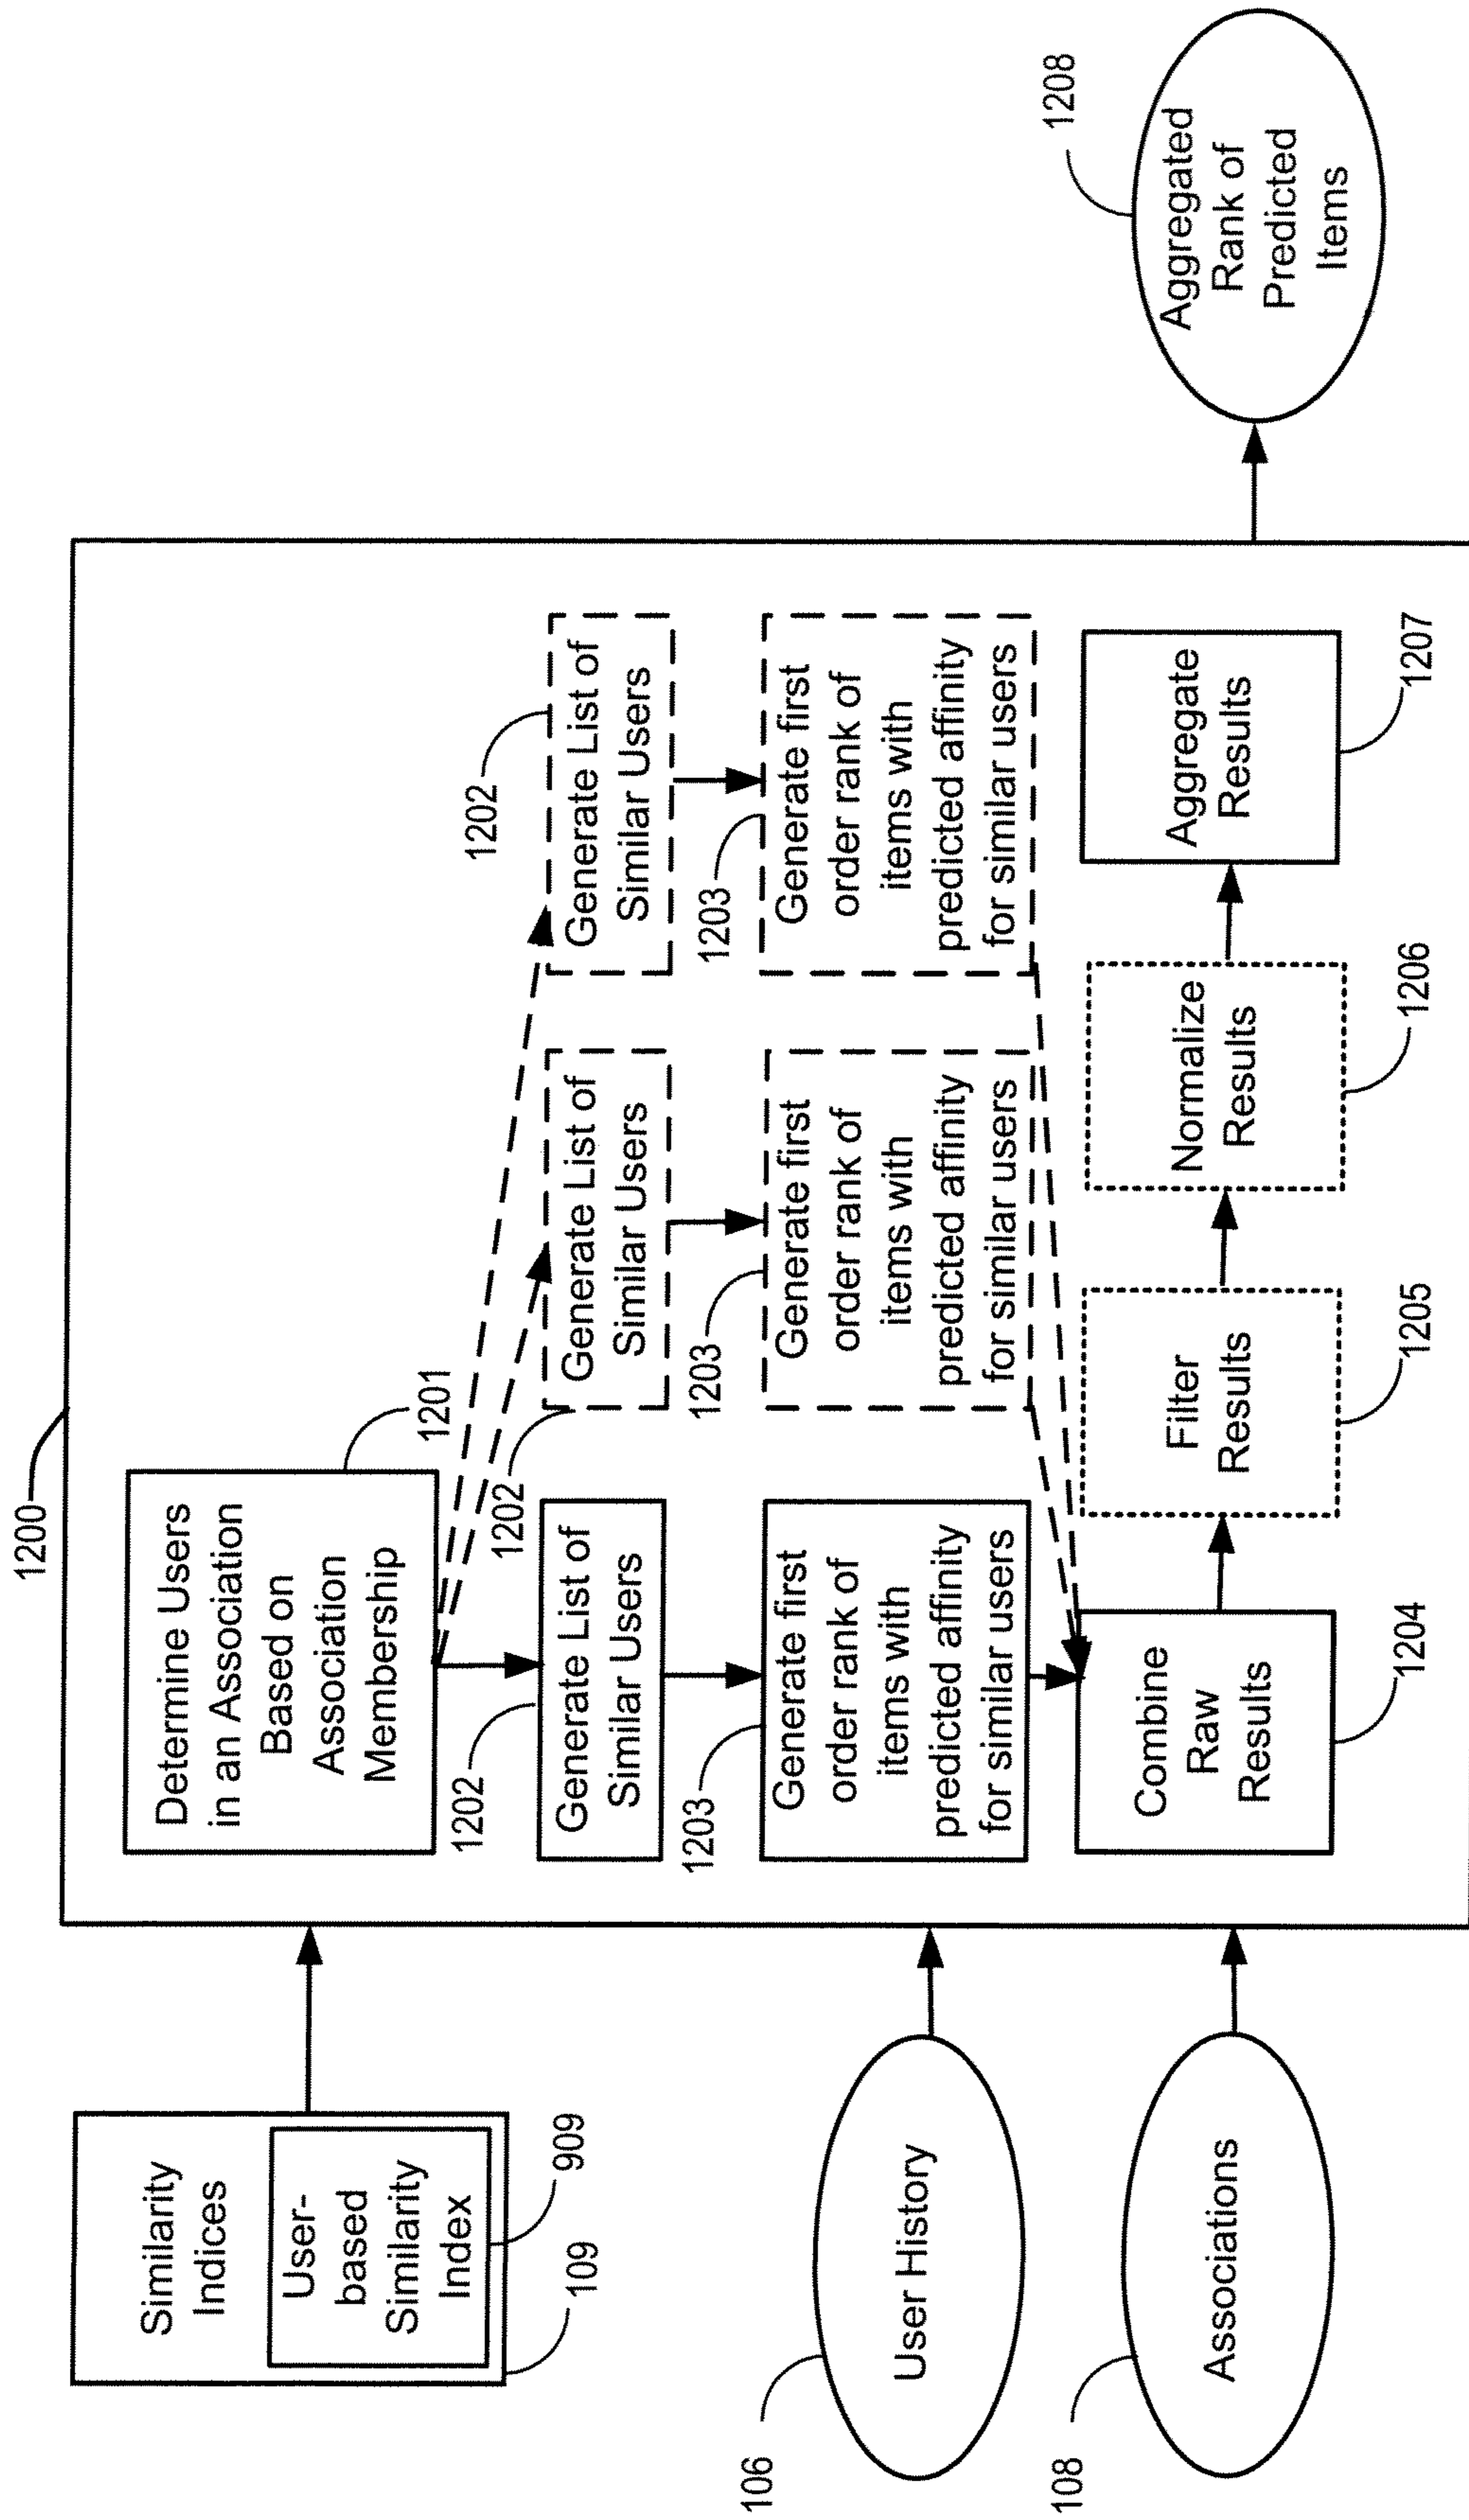 1200
Similarity
Indices
User-
based
Similarity
Index
909
109
User History
106
Associations
108
Determine Users
in an Association
Based on
Association
Membership
1201
1202
Generate List of
Similar Users
1202
Generate List of
Similar Users
1202
Generate List of
Similar Users
1203
Generate first
order rank of
items with
predicted affinity
for similar users
1203
Generate first
order rank of
items with
predicted affinity
for similar users
1203
Generate first
order rank of
items with
predicted affinity
for similar users
Combine
Raw
Results
1204
Filter
Results
1205
Normalize
Results
1206
Aggregate
Results
1207
1208
Aggregated
Rank of
Predicted
Items